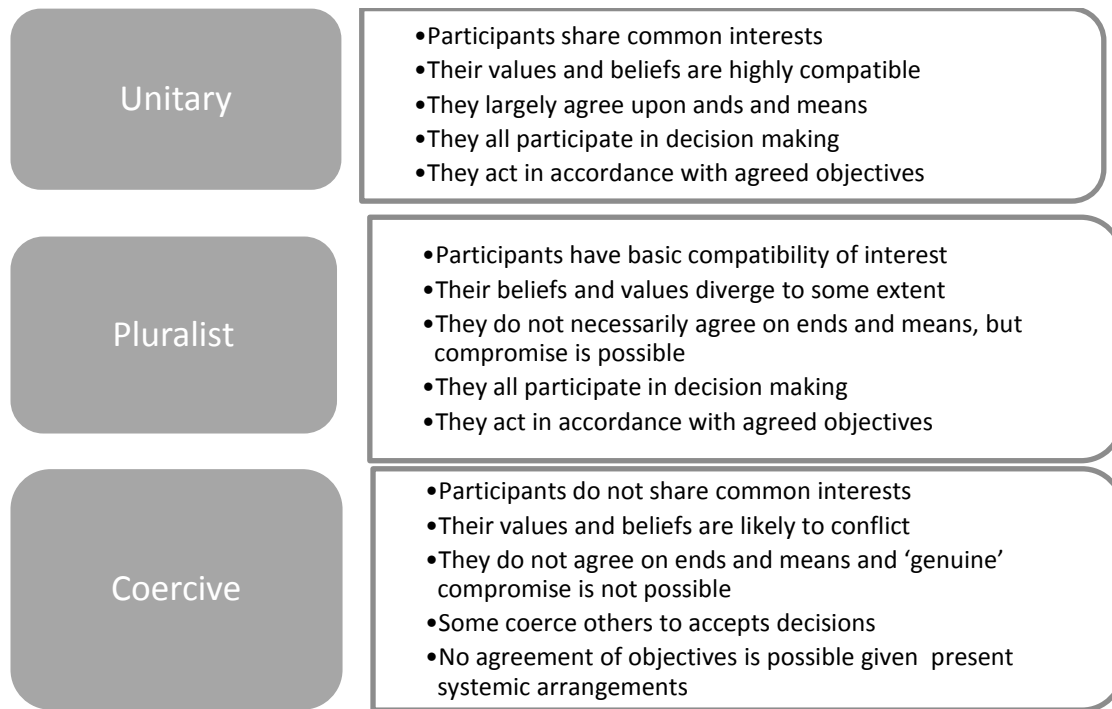 Unitary
•Participants share common interests
•Their values and beliefs are highly compatible
•They largely agree upon ends and means
•They all participate in decision making
•They act in accordance with agreed objectives
Pluralist
•Participants have basic compatibility of interest
•Their beliefs and values diverge to some extent
•They do not necessarily agree on ends and means, but
compromise is possible
•They all participate in decision making
•They act in accordance with agreed objectives
Coercive
•Participants do not share common interests
•Their values and beliefs are likely to conflict
•They do not agree on ends and means and ‘genuine’
compromise is not possible
•Some coerce others to accepts decisions
•No agreement of objectives is possible given present
systemic arrangements